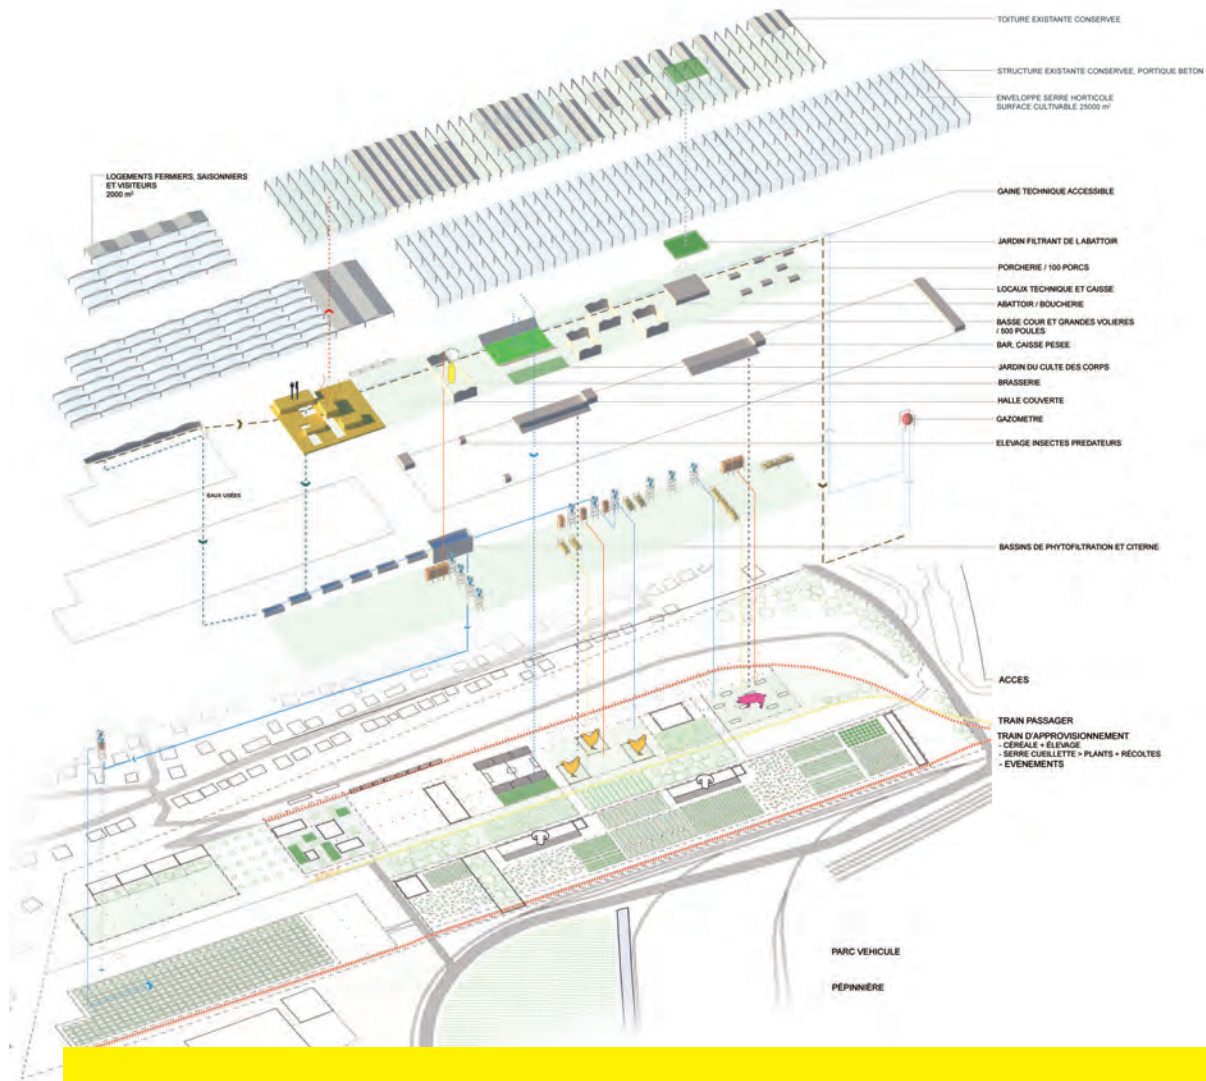 TOITURE EXISTANTE CONSERVEE
STRUCTURE EXISTANTE CONSERVEE, PORTIQUE BETON
ENVELOPPE SERRE HORTICOLE
SURFACE CULTIVABLE 25000 m²
LOGEMENTS FERMIERS, SAISONNIERS
ET VISITEURS
2000 m²
GAINE TECHNIQUE ACCESSIBLE
JARDIN FILTRANT DE LABATTOIR
PORCHERIE / 100 PORCS
LOCAUX TECHNIQUE ET CAISSE
ABATTOIR / BOUCHERIE
BASSE COUR ET GRANDES VOLIERES
/ 500 POULES
BAR, CAISSE PESEE
JARDIN DU CULTE DES CORPS
BRASSERIE
HALLE COUVERTE
GAZOMETRE
ELEVAGE INSECTES PREDATEURS
EAUX USÉES
BASSINS DE PHYTOFILTRATION ET CITERNE
ACCES
TRAIN PASSAGER
TRAIN D'APPROVISIONNEMENT
- CÉRÉALE + ÉLEVAGE
- SERRE CUEILLETTE > PLANTS + RÉCOLTES
- EVENEMENTS
PARC VEHICULE
PÉPINNIÈRE